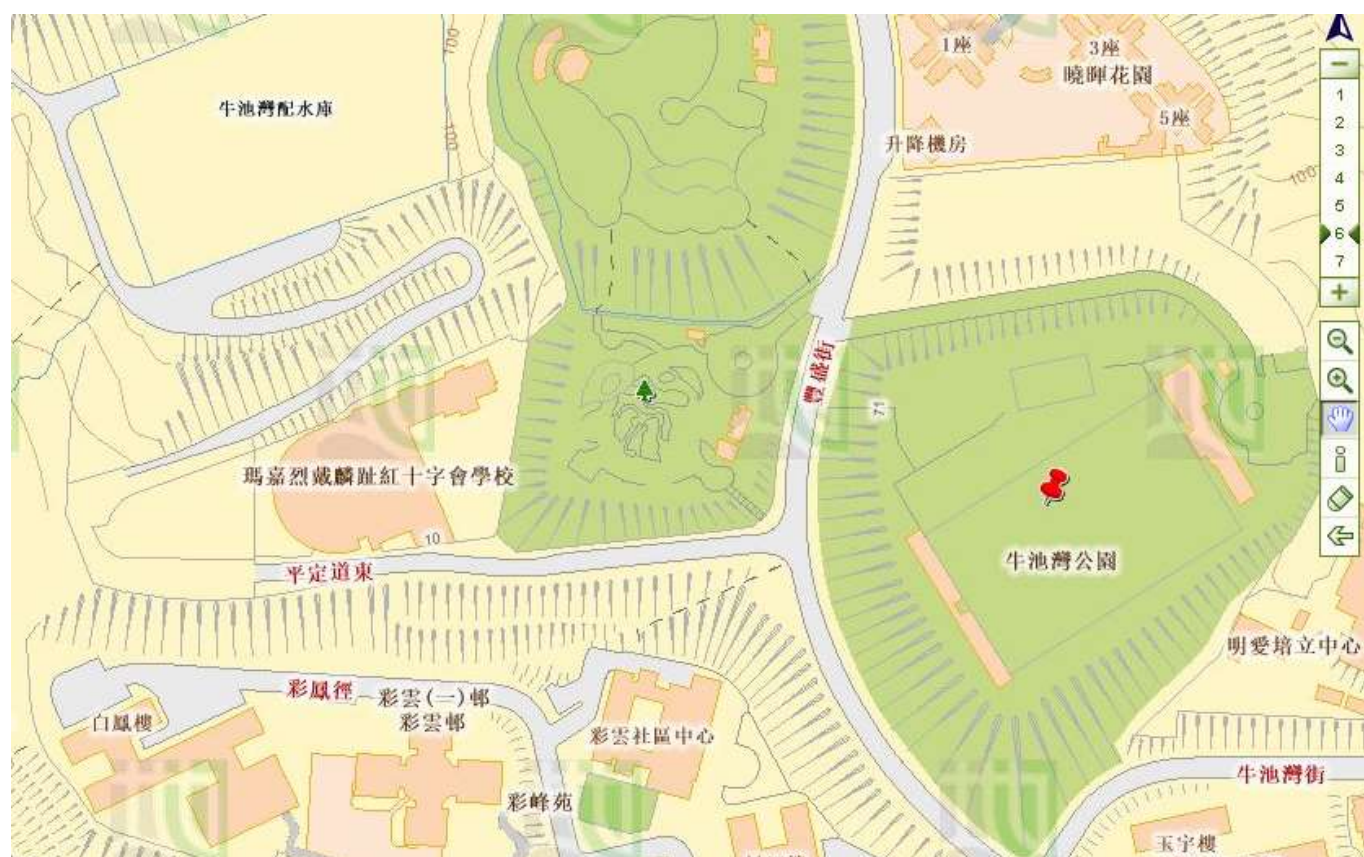 1座
3座
曉暉花園
5座
牛池灣配水庫
升降機房
100
100
100
1
2
3
4
5
6
7
豐盛街
71
瑪嘉烈戴麟趾紅十字會學校
10
平定道東
牛池灣公園
明愛培立中心
彩鳳徑
彩雲(一)邨
彩雲邨
白鳳樓
彩雲社區中心
牛池灣街
彩峰苑
玉宇樓